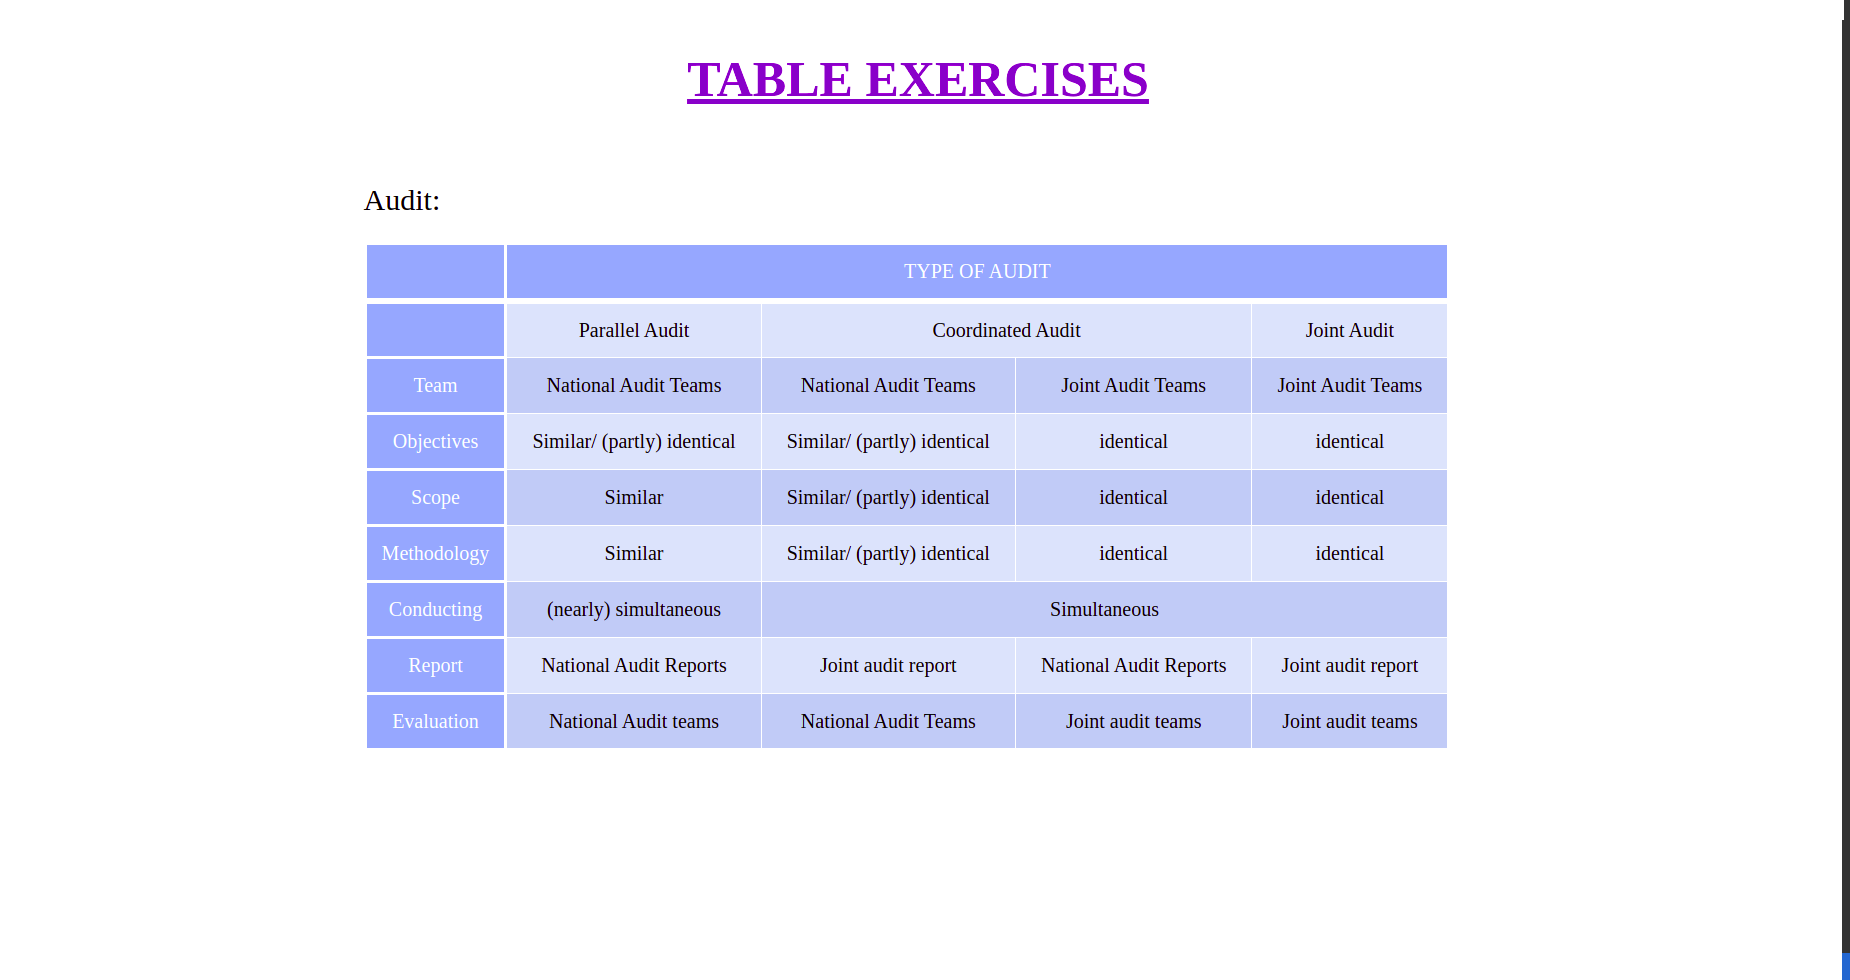 TABLE EXERCISES
Audit:
TYPE OF AUDIT
Parallel Audit Coordinated Audit Joint Audit
Team National Audit Teams National Audit Teams Joint Audit Teams Joint Audit Teams
Objectives Similar/ (partly) identical Similar/ (partly) identical identical identical
Scope Similar Similar/ (partly) identical identical identical
Methodology Similar Similar/ (partly) identical identical identical
Conducting (nearly) simultaneous Simultaneous
Report National Audit Reports Joint audit report National Audit Reports Joint audit report
Evaluation National Audit teams National Audit Teams Joint audit teams Joint audit teams